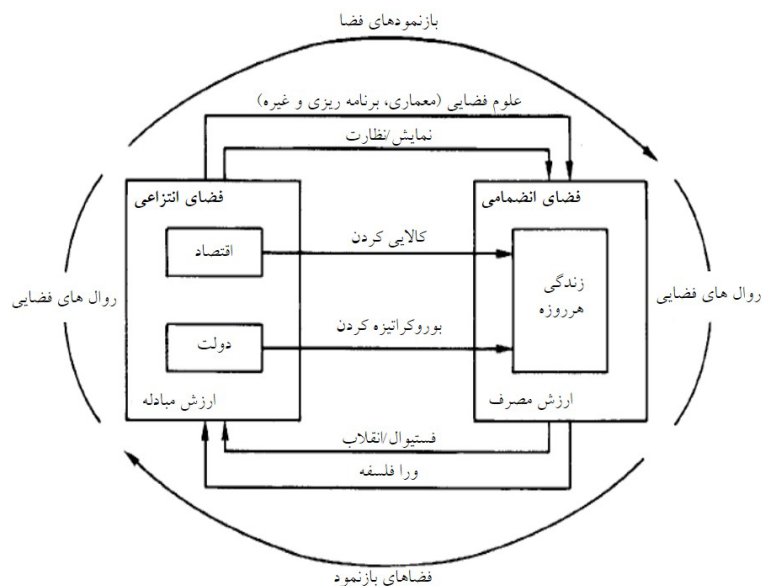 بازنمودهای فضا
علوم فضایی (معماری، برنامه ریزی و غیره)
نمایش/نظارت
فضای انضمامی
فضای انتزاعی
کالایی کردن
اقتصاد
زندگی
هرروزه
روال های فضایی
روال های فضایی
بوروکراتیزه کردن
دولت
ارزش مصرف
ارزش مبادله
فستیوال/انقلاب
ورا فلسفه
فضاهای بازنمود